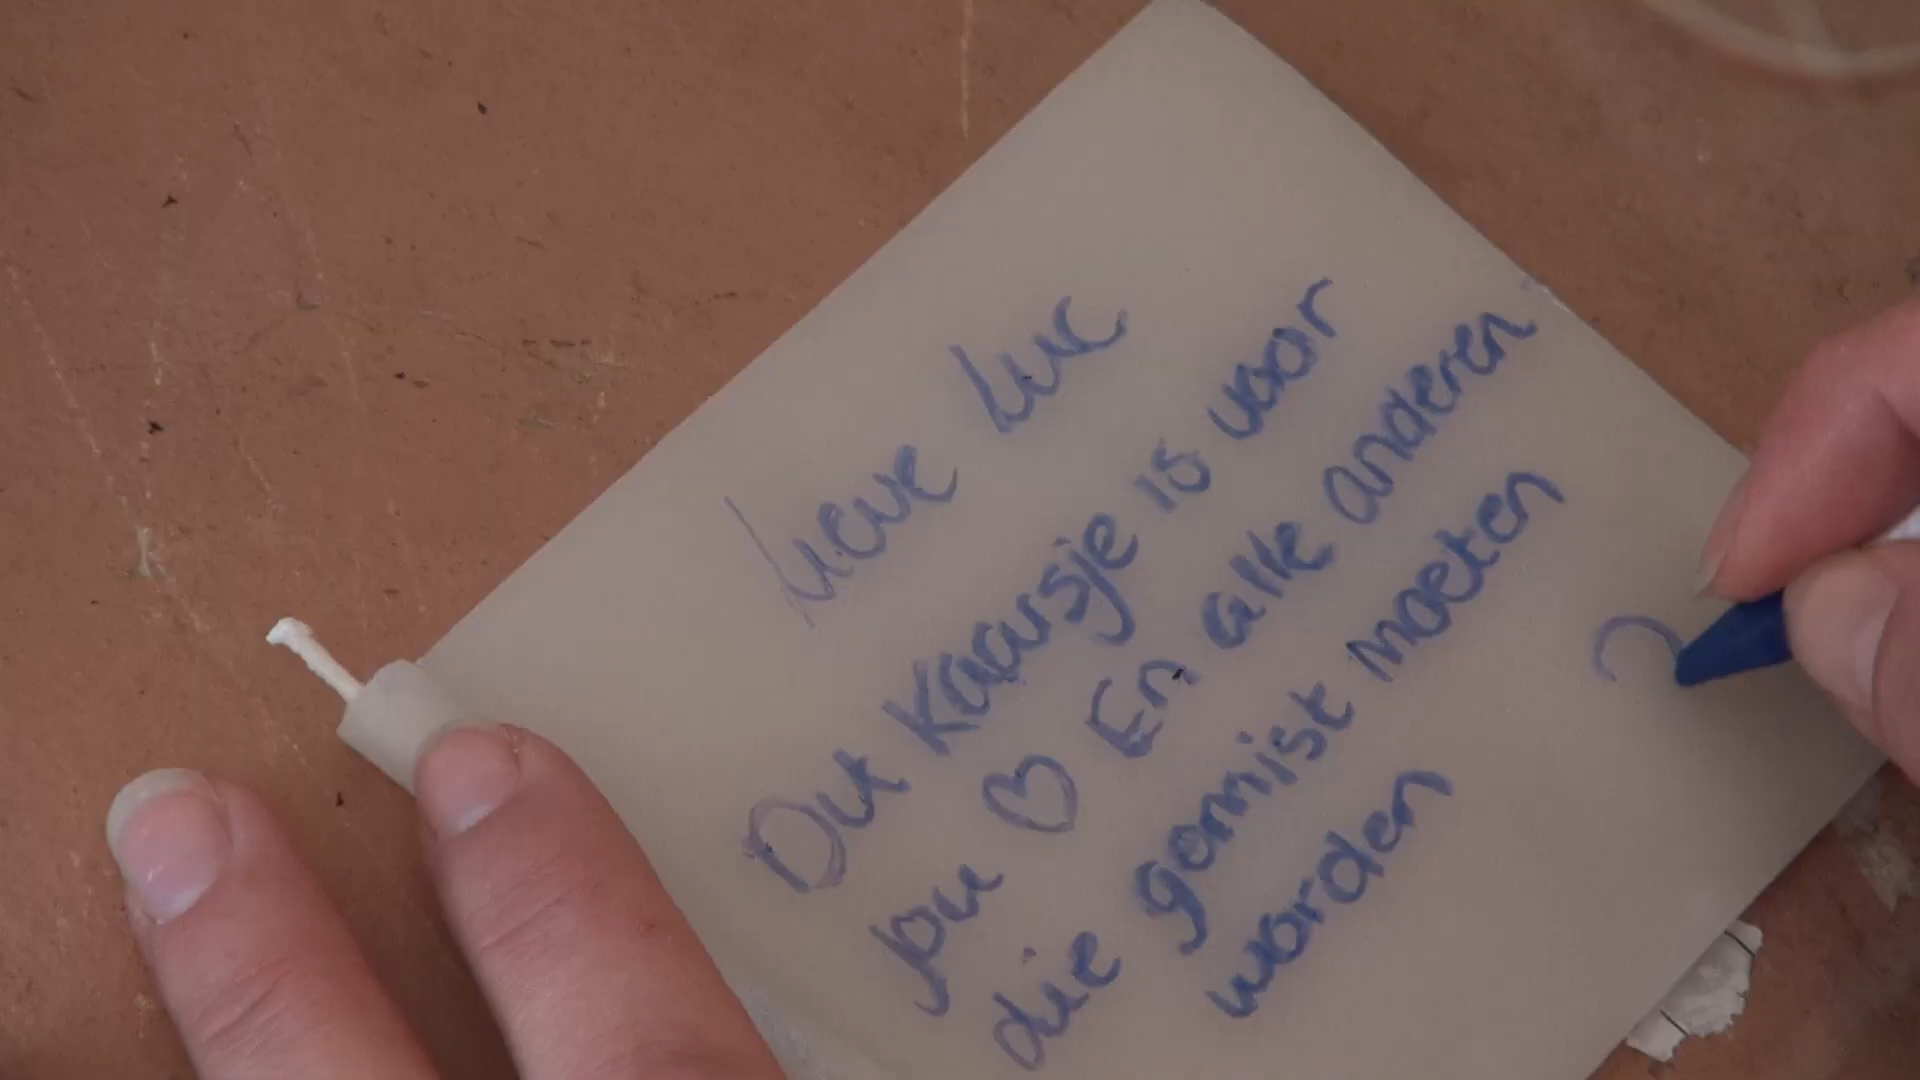 Lieve Luc
Dit kaarsje is voor
jou ♡ En alle anderen
die gemist moeten
worden